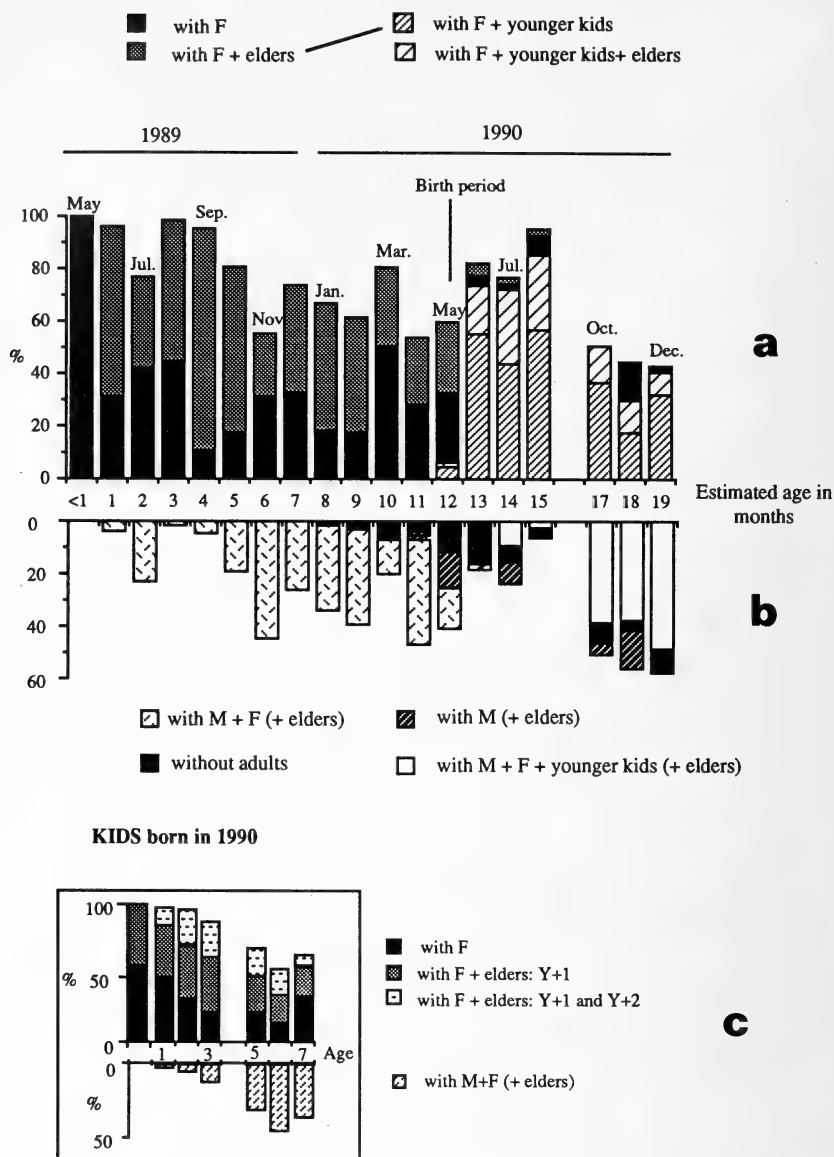 with F
with F + younger kids
with F + elders
with F + younger kids+ elders
1989
1990
Birth period
100
80
60
40
20
0
%
May
Jul.
Sep.
Nov
Jan.
Mar.
May
Jul.
Oct.
Dec.
a
<1 1 2 3 4 5 6 7 8 9 10 11 12 13 14 15 17 18 19
Estimated age in
months
0
20
40
60
b
with M + F (+ elders)
with M (+ elders)
without adults
with M + F + younger kids (+ elders)
KIDS born in 1990
100
%
50
0
1 3 5 7 Age
0
%
50
with F
with F + elders: Y+1
with F + elders: Y+1 and Y+2
c
with M+F (+ elders)